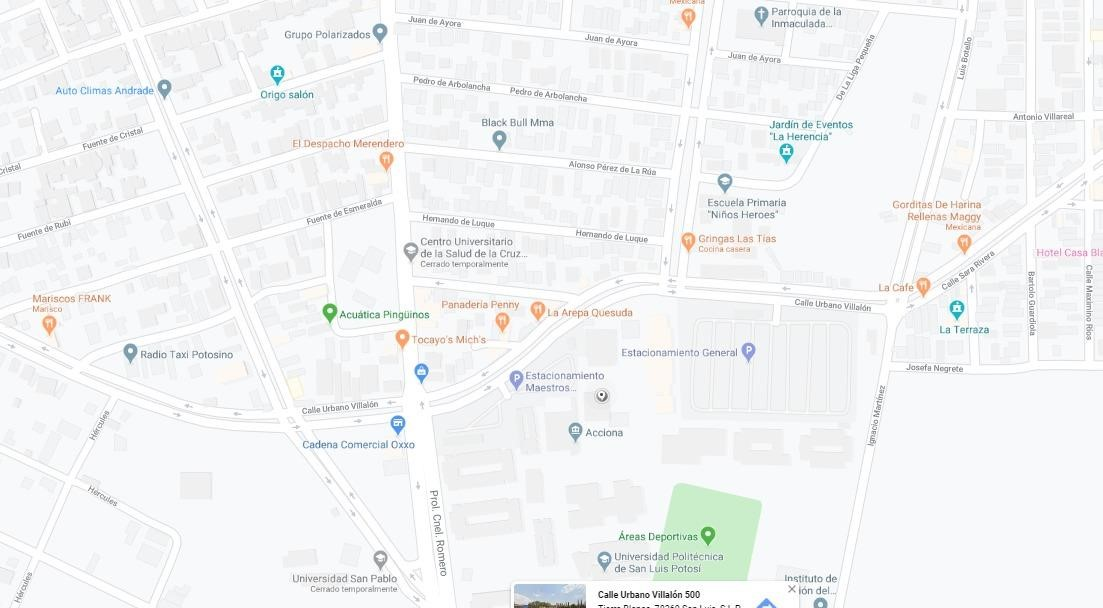 Mexicana
Parroquia de la
Inmaculada...
Juan de Ayora
Grupo Polarizados
Juan de Ayora
Juan de Ayora
De La Liga Pequeña
Luis Botello
Auto Climas Andrade
Origo salón
Pedro de Arbolancha
Pedro de Arbolancha
Antonio Villareal
Black Bull Mma
Jardín de Eventos
"La Herencia"
Fuente de Cristal
Cristal
El Despacho Merendero
Alonso Pérez de La Rúa
Escuela Primaria
"Niños Heroes"
Fuente de Esmeralda
Fuente de Rubí
Hernando de Luque
Hernando de Luque
Gorditas De Harina
Rellenas Maggy
Mexicana
Centro Universitario
de la Salud de la Cruz...
Cerrado temporalmente
Gringas Las Tías
Cocina casera
Hotel Casa Bla
La Cafe
Calle Sara Rivera
Bartolo Guardiola
Calle Maximino Ríos
Mariscos FRANK
Marisco
Panadería Penny
La Arepa Quesuda
Calle Urbano Villalón
Acuática Pingüinos
La Terraza
Tocayo's Mich's
Radio Taxi Potosino
Estacionamiento General
Josefa Negrete
Estacionamiento
Maestros...
Calle Urbano Villalón
Ignacio Martínez
Hércules
Cadena Comercial Oxxo
Acciona
Hércules
Prol. Cnel. Romero
Áreas Deportivas
Universidad Politécnica
de San Luis Potosí
Universidad San Pablo
Cerrado temporalmente
Hércules
Instituto de
Calle Urbano Villalón 500